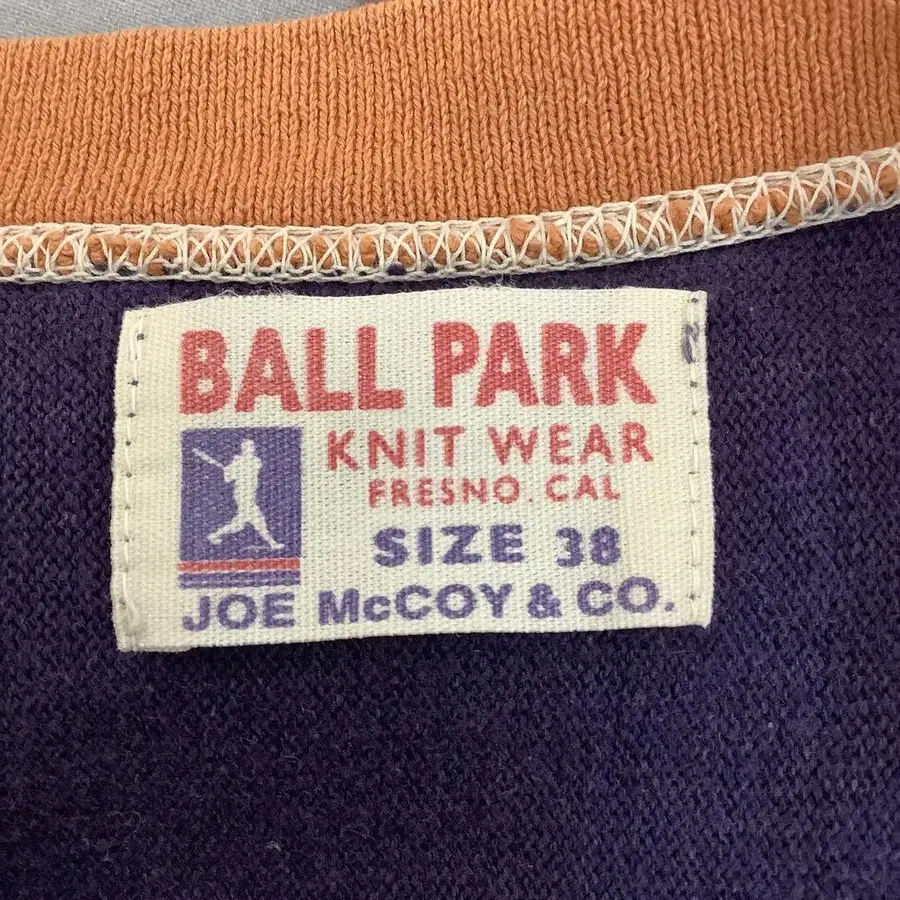 BALL PARK
KNIT WEAR
FRESNO. CAL
SIZE 38
JOE McCOY & CO.